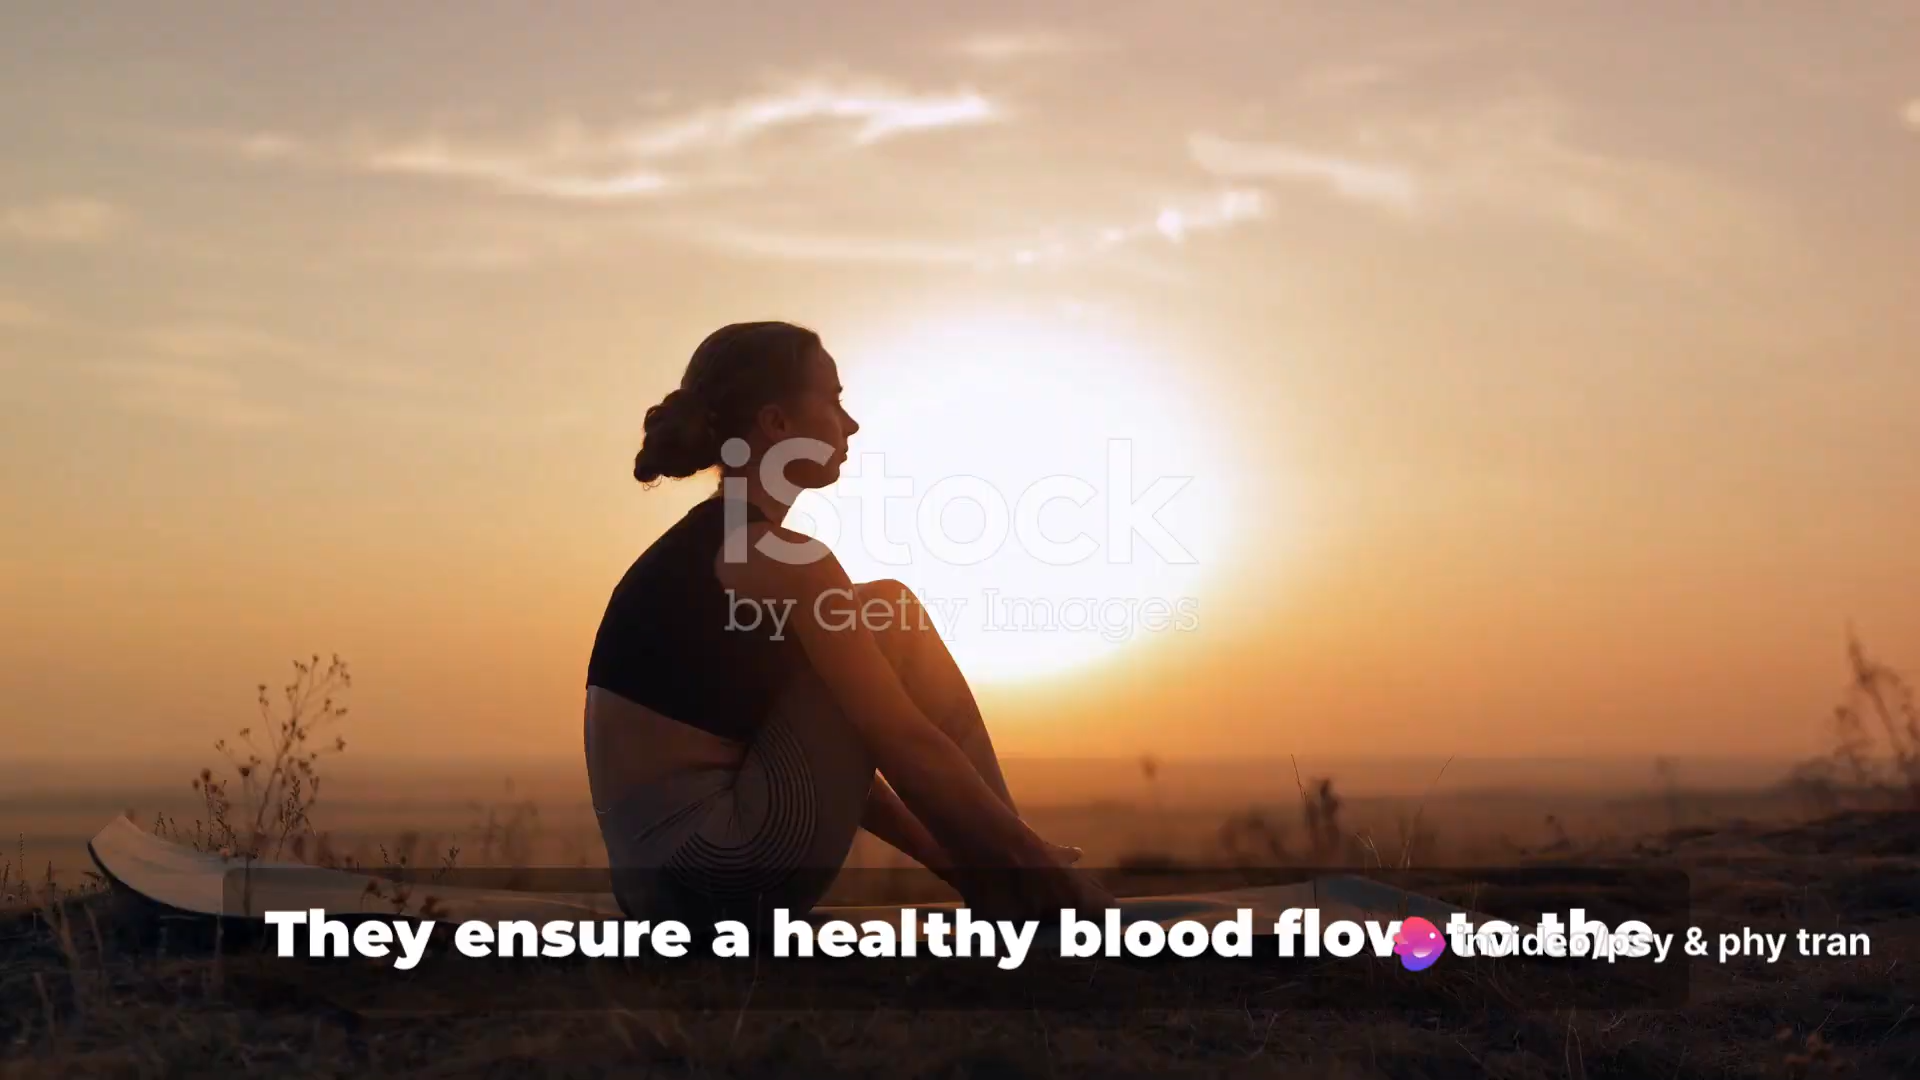 iStock
by Getty Images
They ensure a healthy blood flow to the
invideo/psy & phy tran